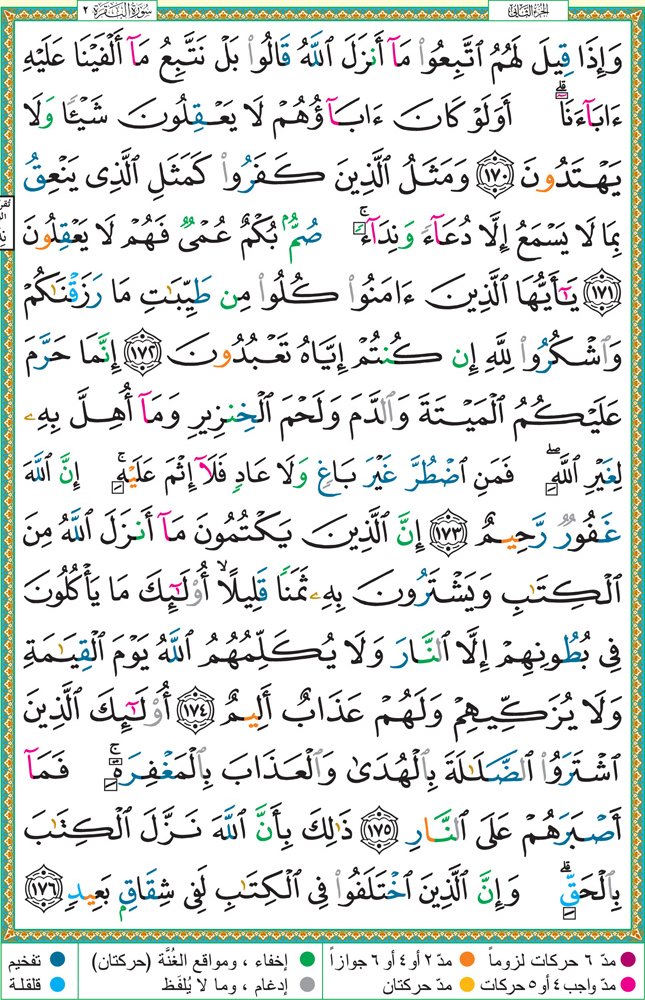 الجزء الثاني
سورة البقرة ٢
وَإِذَا قِيلَ لَهُمُ ٱتَّبِعُوا۟ مَآ أَنزَلَ ٱللَّهُ قَالُوا۟ بَلْ نَتَّبِعُ مَآ أَلْفَيْنَا عَلَيْهِ
ءَابَآءَنَآ ۗ أَوَلَوْ كَانَ ءَابَآؤُهُمْ لَا يَعْقِلُونَ شَيْـًٔا وَلَا
يَهْتَدُونَ ١٧٠ وَمَثَلُ ٱلَّذِينَ كَفَرُوا۟ كَمَثَلِ ٱلَّذِى يَنْعِقُ
بِمَا لَا يَسْمَعُ إِلَّا دُعَآءً وَنِدَآءً ۚ صُمٌّۢ بُكْمٌ عُمْىٌ فَهُمْ لَا يَعْقِلُونَ
١٧١ يَـٰٓأَيُّهَا ٱلَّذِينَ ءَامَنُوا۟ كُلُوا۟ مِن طَيِّبَـٰتِ مَا رَزَقْنَـٰكُمْ
وَٱشْكُرُوا۟ لِلَّهِ إِن كُنتُمْ إِيَّاهُ تَعْبُدُونَ ١٧٢ إِنَّمَا حَرَّمَ
عَلَيْكُمُ ٱلْمَيْتَةَ وَٱلدَّمَ وَلَحْمَ ٱلْخِنزِيرِ وَمَآ أُهِلَّ بِهِۦ
لِغَيْرِ ٱللَّهِ ۖ فَمَنِ ٱضْطُرَّ غَيْرَ بَاغٍ وَلَا عَادٍ فَلَآ إِثْمَ عَلَيْهِ ۚ إِنَّ ٱللَّهَ
غَفُورٌ رَّحِيمٌ ١٧٣ إِنَّ ٱلَّذِينَ يَكْتُمُونَ مَآ أَنزَلَ ٱللَّهُ مِنَ
ٱلْكِتَـٰبِ وَيَشْتَرُونَ بِهِۦ ثَمَنًا قَلِيلًا ۙ أُو۟لَـٰٓئِكَ مَا يَأْكُلُونَ
فِى بُطُونِهِمْ إِلَّا ٱلنَّارَ وَلَا يُكَلِّمُهُمُ ٱللَّهُ يَوْمَ ٱلْقِيَـٰمَةِ
وَلَا يُزَكِّيهِمْ وَلَهُمْ عَذَابٌ أَلِيمٌ ١٧٤ أُو۟لَـٰٓئِكَ ٱلَّذِينَ
ٱشْتَرَوُا۟ ٱلضَّلَـٰلَةَ بِٱلْهُدَىٰ وَٱلْعَذَابَ بِٱلْمَغْفِرَةِ ۚ فَمَآ
أَصْبَرَهُمْ عَلَى ٱلنَّارِ ١٧٥ ذَٰلِكَ بِأَنَّ ٱللَّهَ نَزَّلَ ٱلْكِتَـٰبَ
بِٱلْحَقِّ ۗ وَإِنَّ ٱلَّذِينَ ٱخْتَلَفُوا۟ فِى ٱلْكِتَـٰبِ لَفِى شِقَاقٍۭ بَعِيدٍ ١٧٦
مدّ ٦ حركات لزوماً مدّ ٢ أو ٤ أو ٦ جوازاً إخفاء ، ومواقع الغُنَّة (حركتان) تفخيم
مدّ واجب ٤ أو ٥ حركات مدّ حركتان إدغام ، وما لا يُلفَظ قلقلة